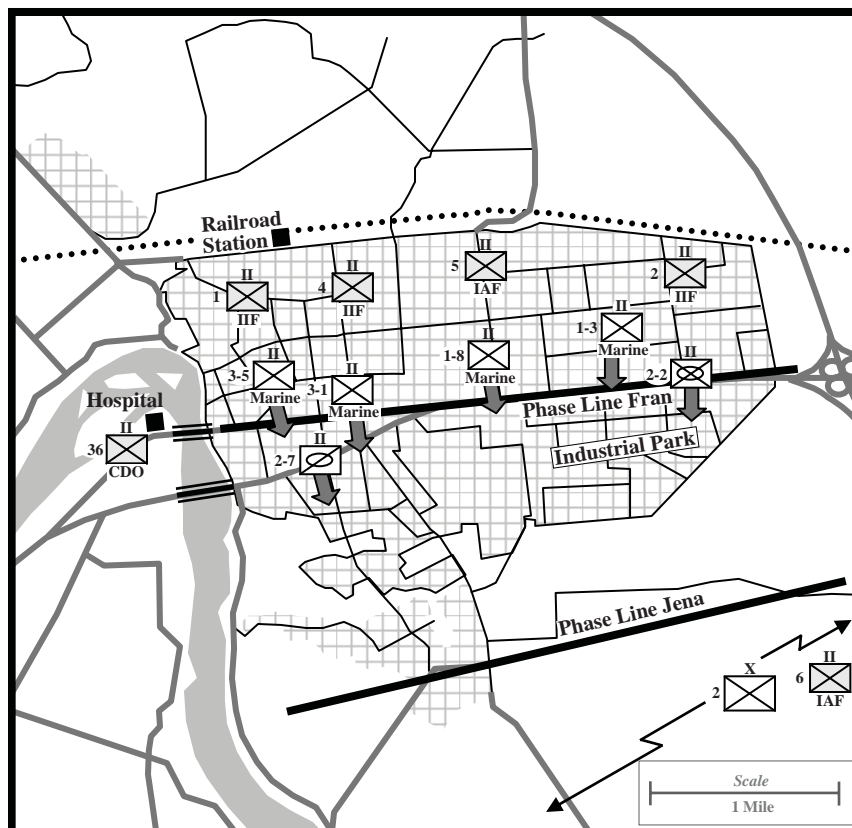 Railroad
Station
II
5
IAF
II
2
IIF
II
1
IIF
II
4
IIF
II
1-3
Marine
II
1-8
Marine
II
3-5
Marine
II
3-1
Marine
II
2-2
Phase Line Fran
Hospital
II
36
CDO
II
2-7
Industrial Park
Phase Line Jena
X
2
II
6
IAF
Scale
1 Mile